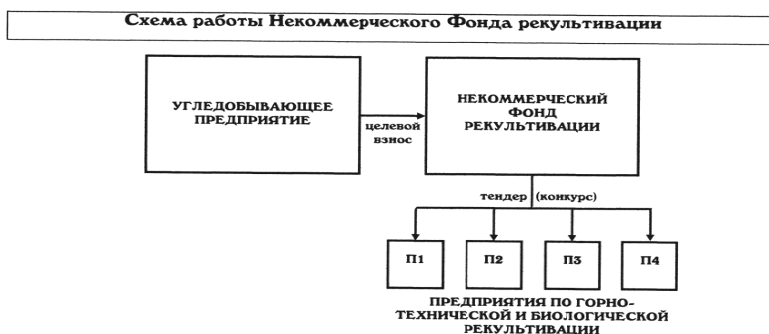 Схема работы Некоммерческого Фонда рекультивации
УГЛЕДОБЫВАЮЩЕЕ
ПРЕДПРИЯТИЕ
целевой
взнос
НЕКОММЕРЧЕСКИЙ
ФОНД
РЕКУЛЬТИВАЦИИ
тендер (конкурс)
П1 П2 П3 П4
ПРЕДПРИЯТИЯ ПО ГОРНО-
ТЕХНИЧЕСКОЙ И БИОЛОГИЧЕСКОЙ
РЕКУЛЬТИВАЦИИ